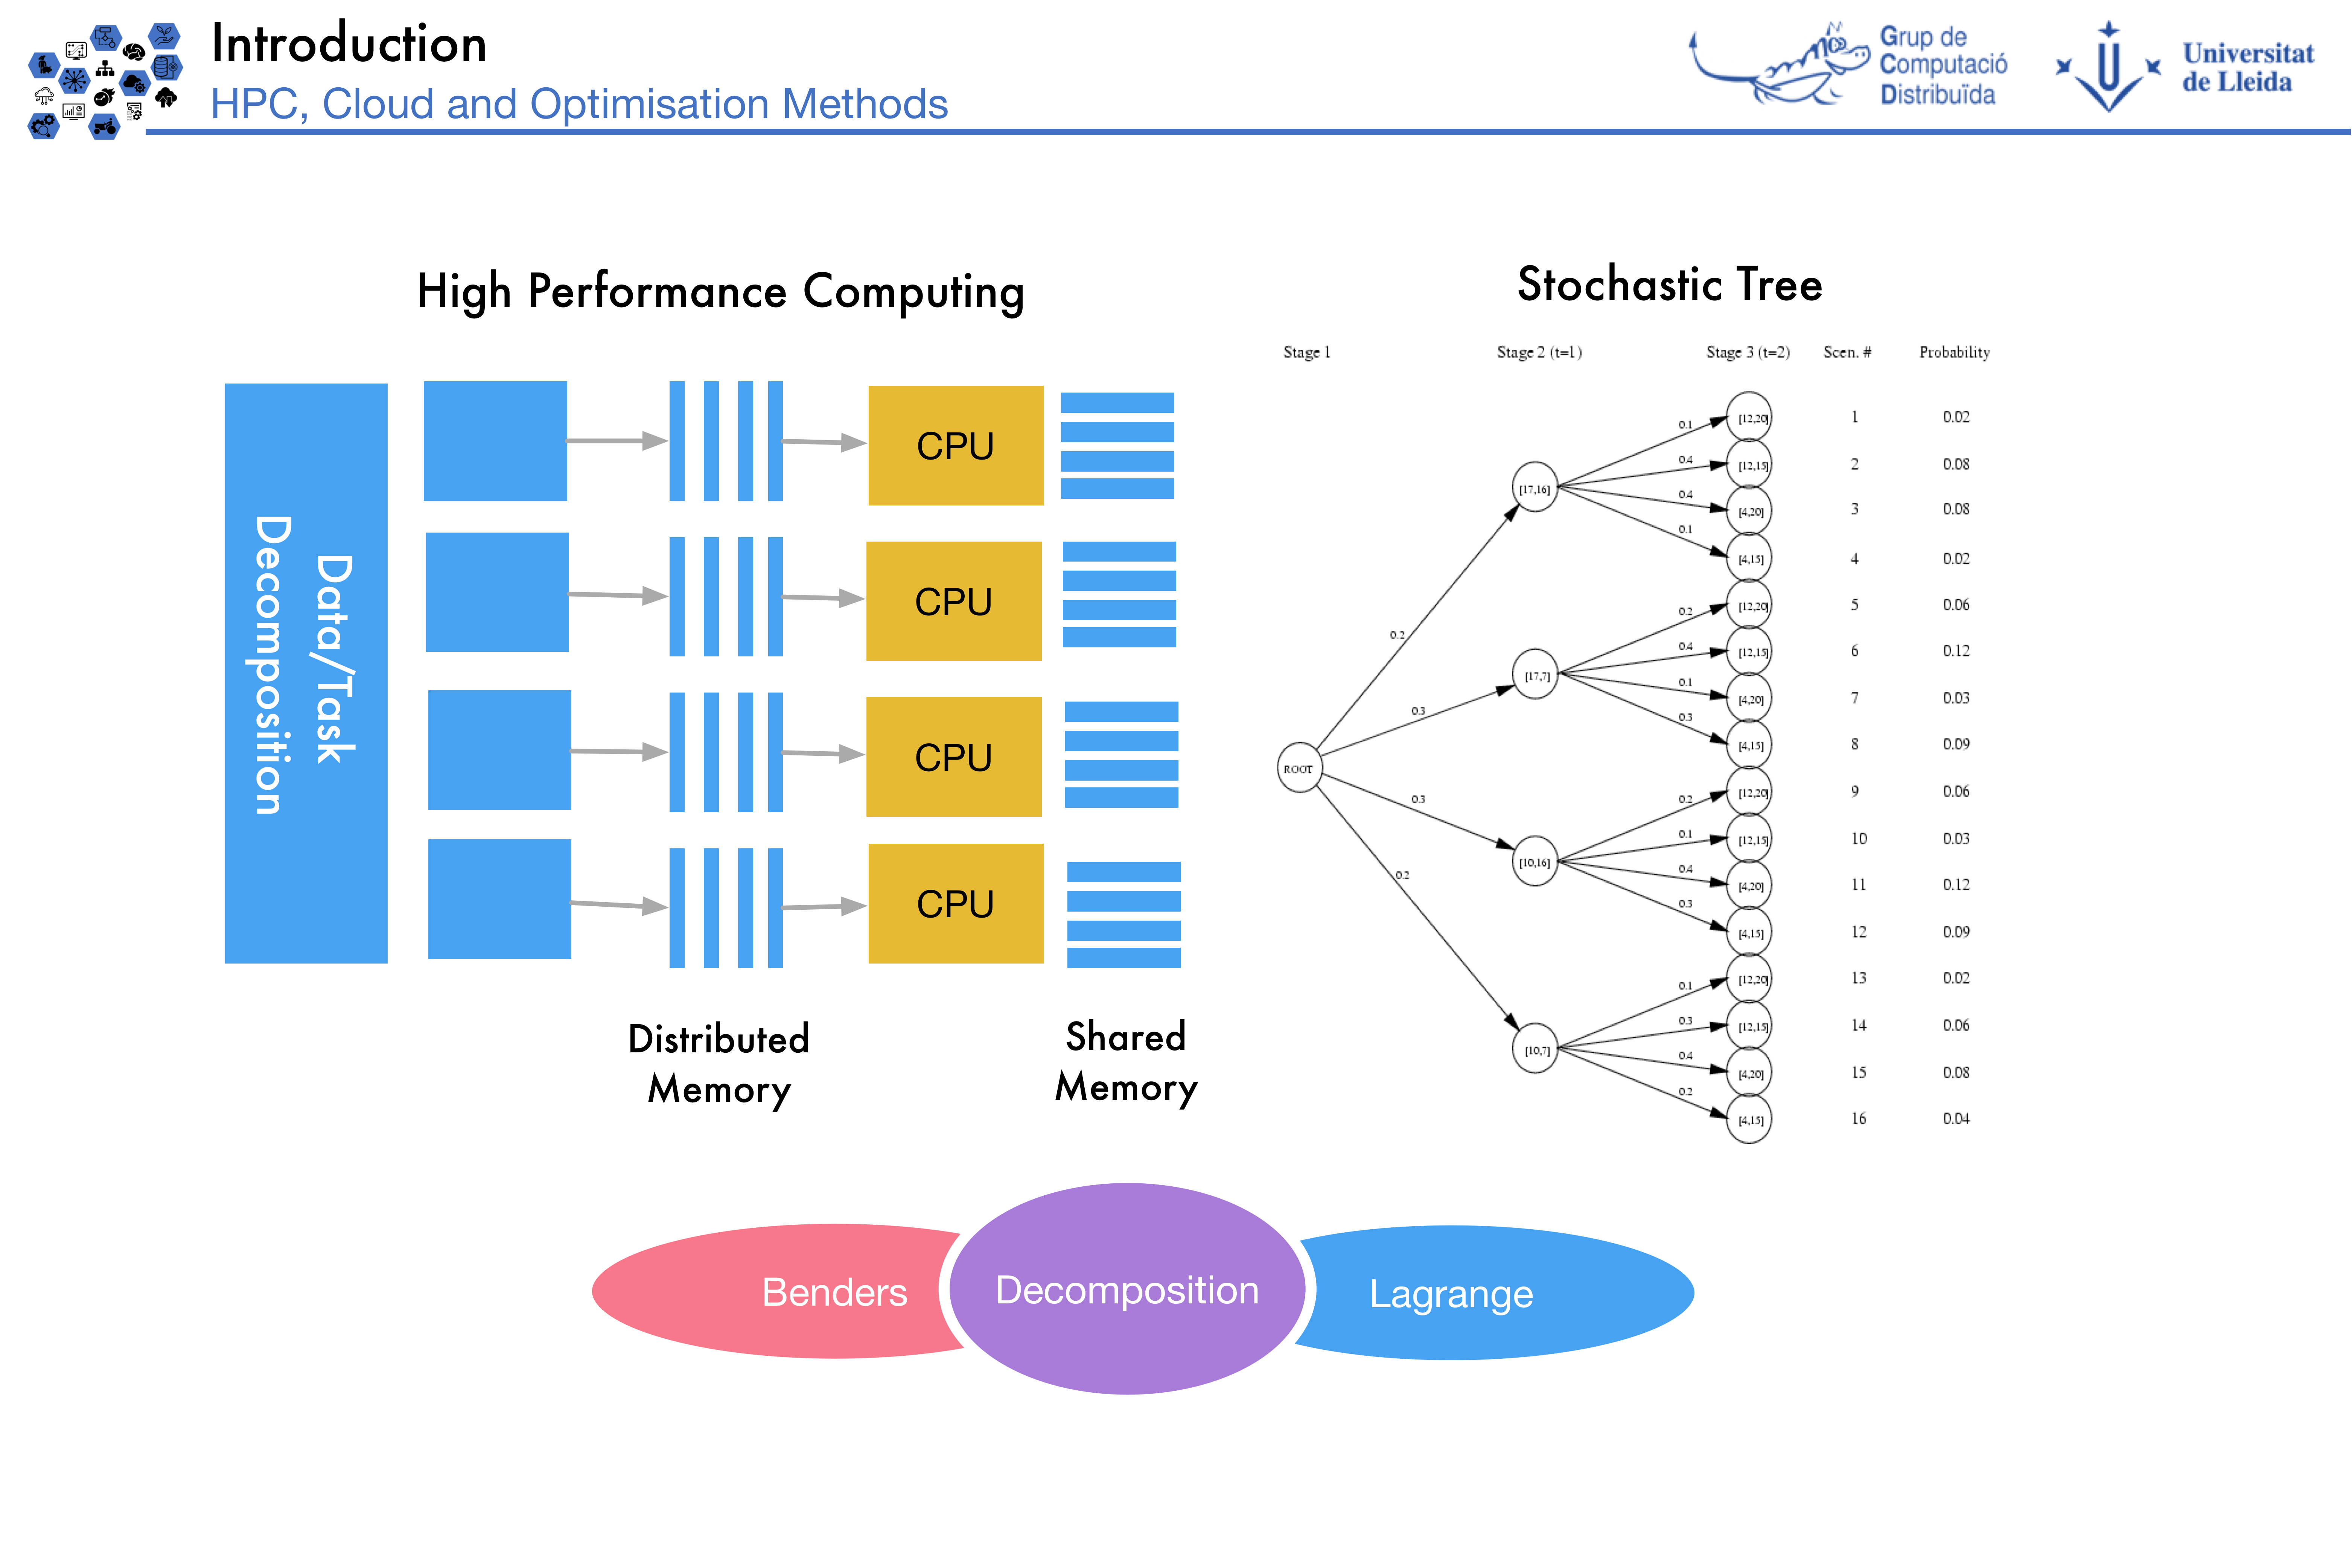 Introduction
HPC, Cloud and Optimisation Methods
Grup de
Computació
Distribuïda
Universitat
de Lleida
High Performance Computing
Data/Task
Decomposition
CPU
CPU
CPU
CPU
Distributed
Memory
Shared
Memory
Stochastic Tree
Stage 1 Stage 2 (t=1) Stage 3 (t=2) Scen. # Probability
0.1 [12,20] 1 0.02
0.4 [12,15] 2 0.08
[17,16]
0.4 [4,20] 3 0.08
0.1 [4,15] 4 0.02
0.2 [12,20] 5 0.06
0.2
0.4 [12,15] 6 0.12
[17,7]
0.1 [4,20] 7 0.03
0.3
0.3 [4,15] 8 0.09
ROOT
0.2 [12,20] 9 0.06
0.3
0.1 [12,15] 10 0.03
[10,16]
0.4 [4,20] 11 0.12
0.2
0.3 [4,15] 12 0.09
0.1 [12,20] 13 0.02
0.3 [12,15] 14 0.06
[10,7]
0.4 [4,20] 15 0.08
0.2 [4,15] 16 0.04
Benders
Decomposition
Lagrange